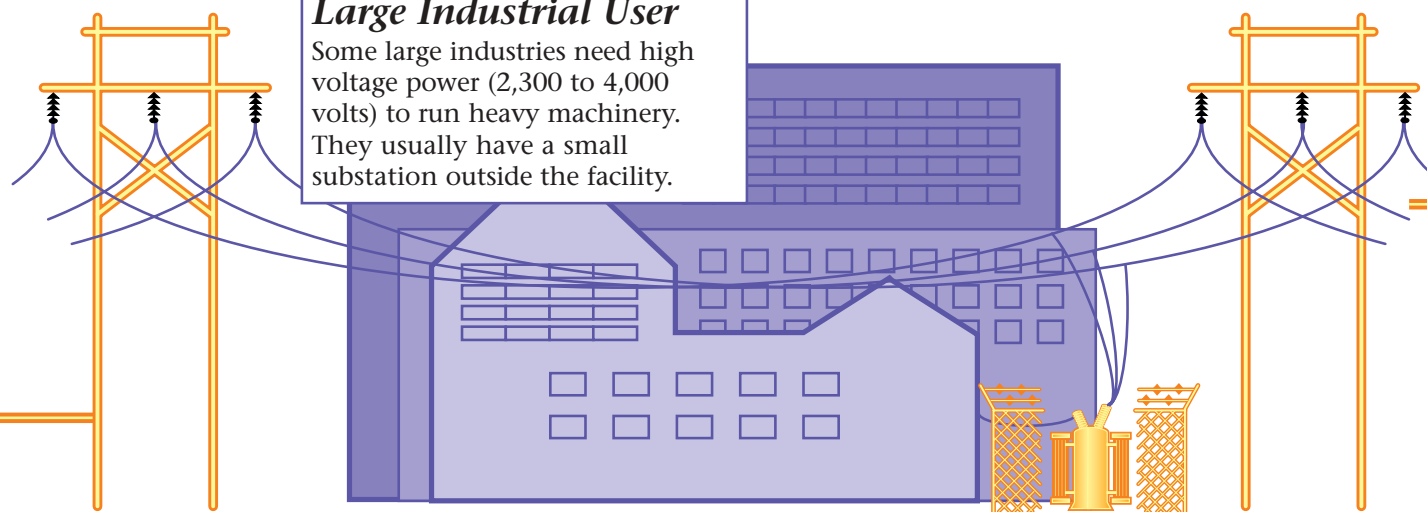 Large Industrial User
Some large industries need high
voltage power (2,300 to 4,000
volts) to run heavy machinery.
They usually have a small
substation outside the facility.